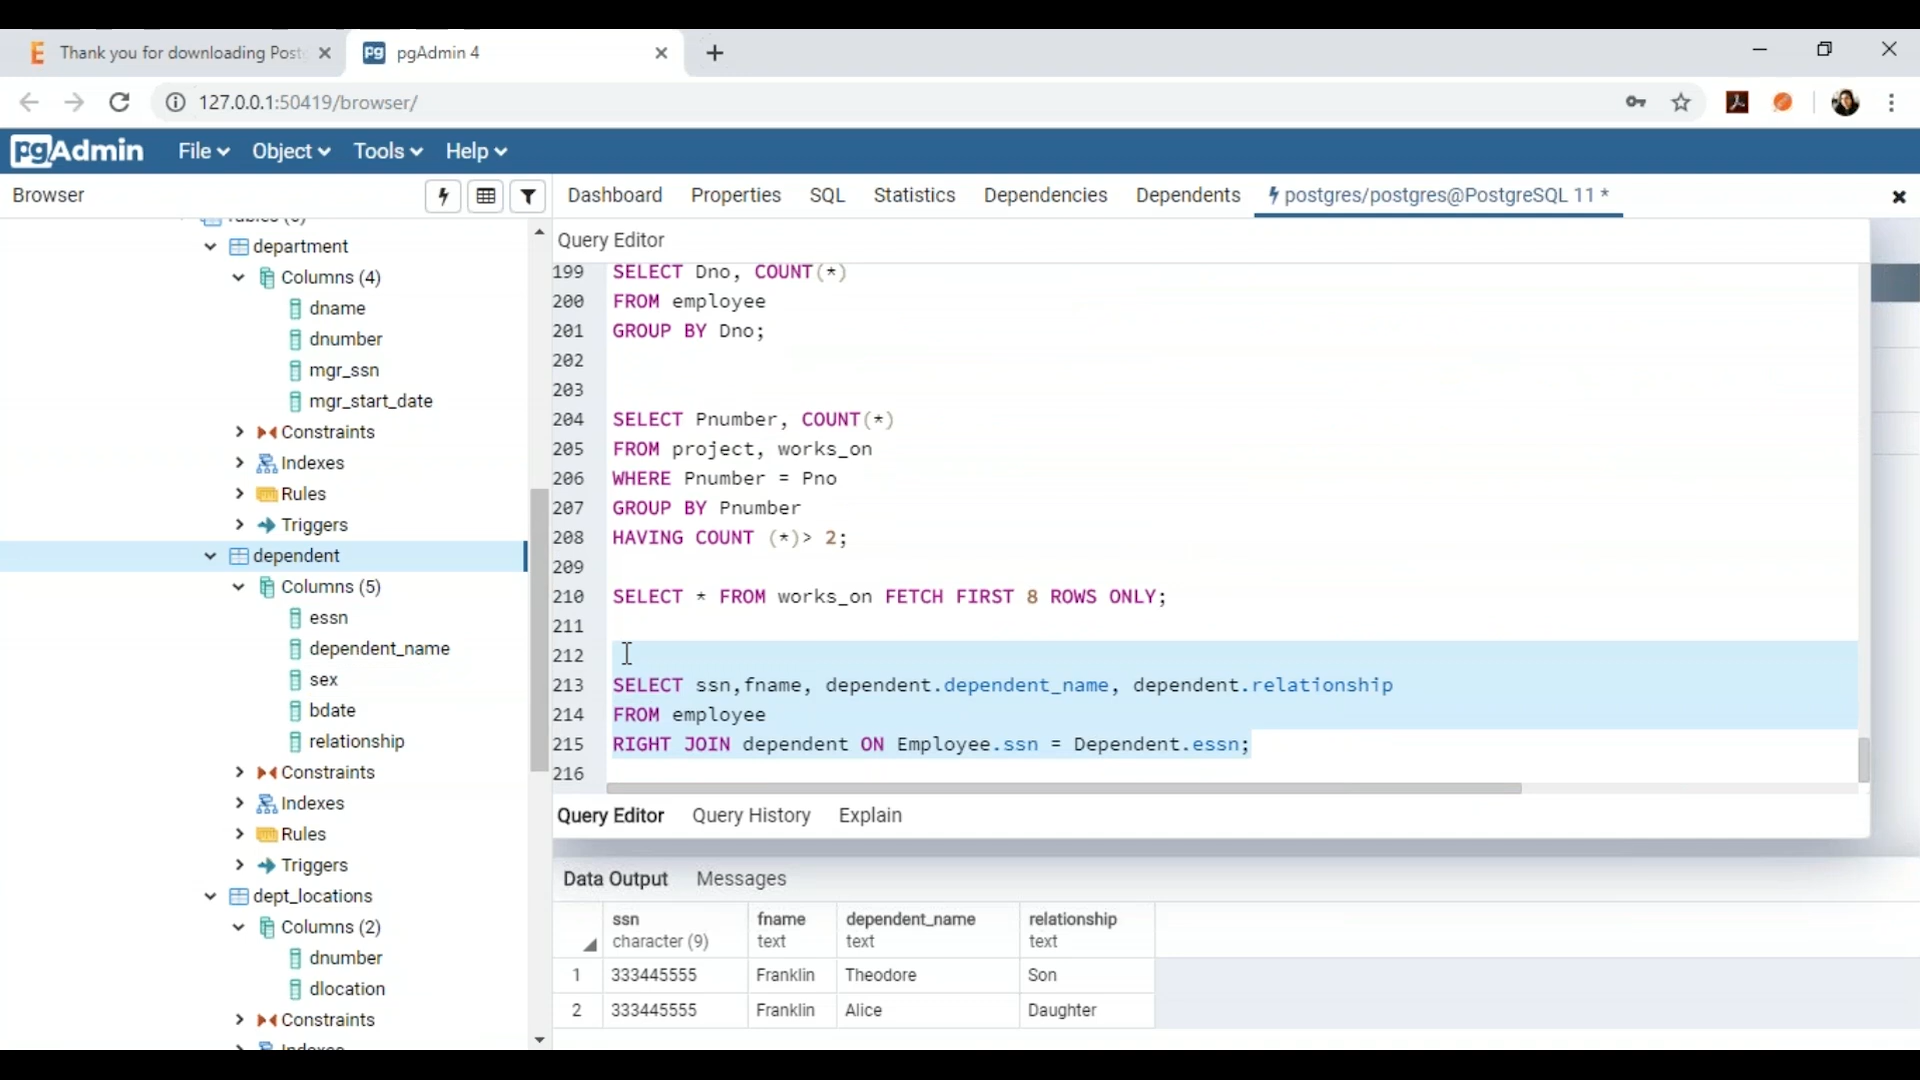 Thank you for downloading Post
pgAdmin 4
127.0.0.1:50419/browser/
pgAdmin
File
Object
Tools
Help
Browser
Dashboard
Properties
SQL
Statistics
Dependencies
Dependents
postgres/postgres@PostgreSQL 11 *
department
Columns (4)
dname
dnumber
mgr_ssn
mgr_start_date
Constraints
Indexes
Rules
Triggers
dependent
Columns (5)
essn
dependent_name
sex
bdate
relationship
Constraints
Indexes
Rules
Triggers
dept_locations
Columns (2)
dnumber
dlocation
Constraints
Query Editor
199 SELECT Dno, COUNT(*)
200 FROM employee
201 GROUP BY Dno;
202
203
204 SELECT Pnumber, COUNT(*)
205 FROM project, works_on
206 WHERE Pnumber = Pno
207 GROUP BY Pnumber
208 HAVING COUNT (*)> 2;
209
210 SELECT * FROM works_on FETCH FIRST 8 ROWS ONLY;
211
212
213 SELECT ssn,fname, dependent.dependent_name, dependent.relationship
214 FROM employee
215 RIGHT JOIN dependent ON Employee.ssn = Dependent.essn;
216
Query Editor
Query History
Explain
Data Output
Messages
ssn fname dependent_name relationship
character (9) text text text
1 333445555 Franklin Theodore Son
2 333445555 Franklin Alice Daughter